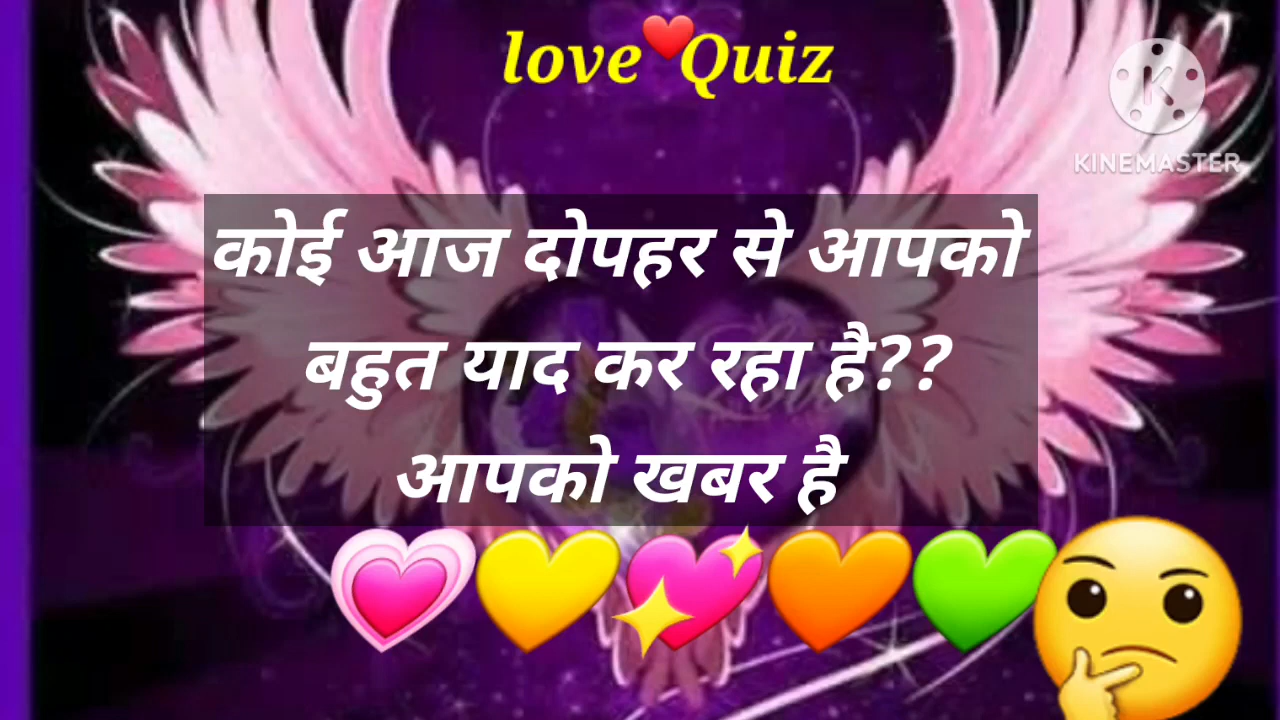 love❤️Quiz
KINEMASTER
कोई आज दोपहर से आपको
बहुत याद कर रहा है??
आपको खबर है